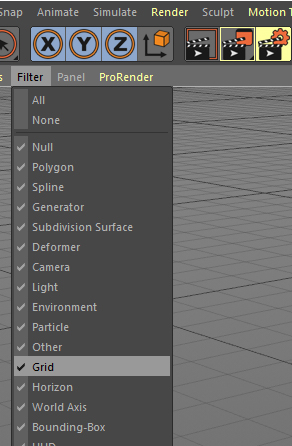 Snap Animate Simulate Render Sculpt Motion T
X Y Z
s Filter Panel ProRender
All
None
Null
Polygon
Spline
Generator
Subdivision Surface
Deformer
Camera
Light
Environment
Particle
Other
Grid
Horizon
World Axis
Bounding-Box
HUD